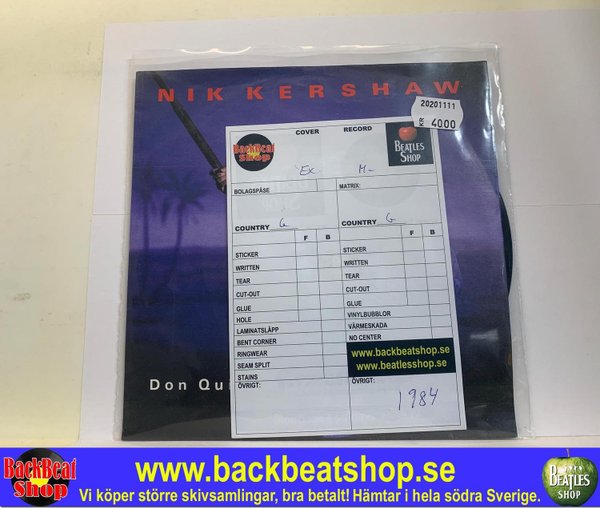 NIK KERSHAW
20201111
KR 4000
COVER RECORD
BackBeat
Shop
BEATLES
SHOP
Ex M-
BOLAGSPÅSE MATRIX:
COUNTRY G COUNTRY G
F B F B
STICKER STICKER
WRITTEN WRITTEN
TEAR TEAR
CUT-OUT CUT-OUT
GLUE GLUE
HOLE VINYLBUBBLOR
LAMINATSLÄPP VÄRMESKADA
BENT CORNER NO CENTER
RINGWEAR www.backbeatshop.se
SEAM SPLIT www.beatlesshop.se
STAINS
ÖVRIGT: ÖVRIGT:
1984
Don Qui
BackBeat
Shop
www.backbeatshop.se
Vi köper större skivsamlingar, bra betalt! Hämtar i hela södra Sverige.
BEATLES
SHOP